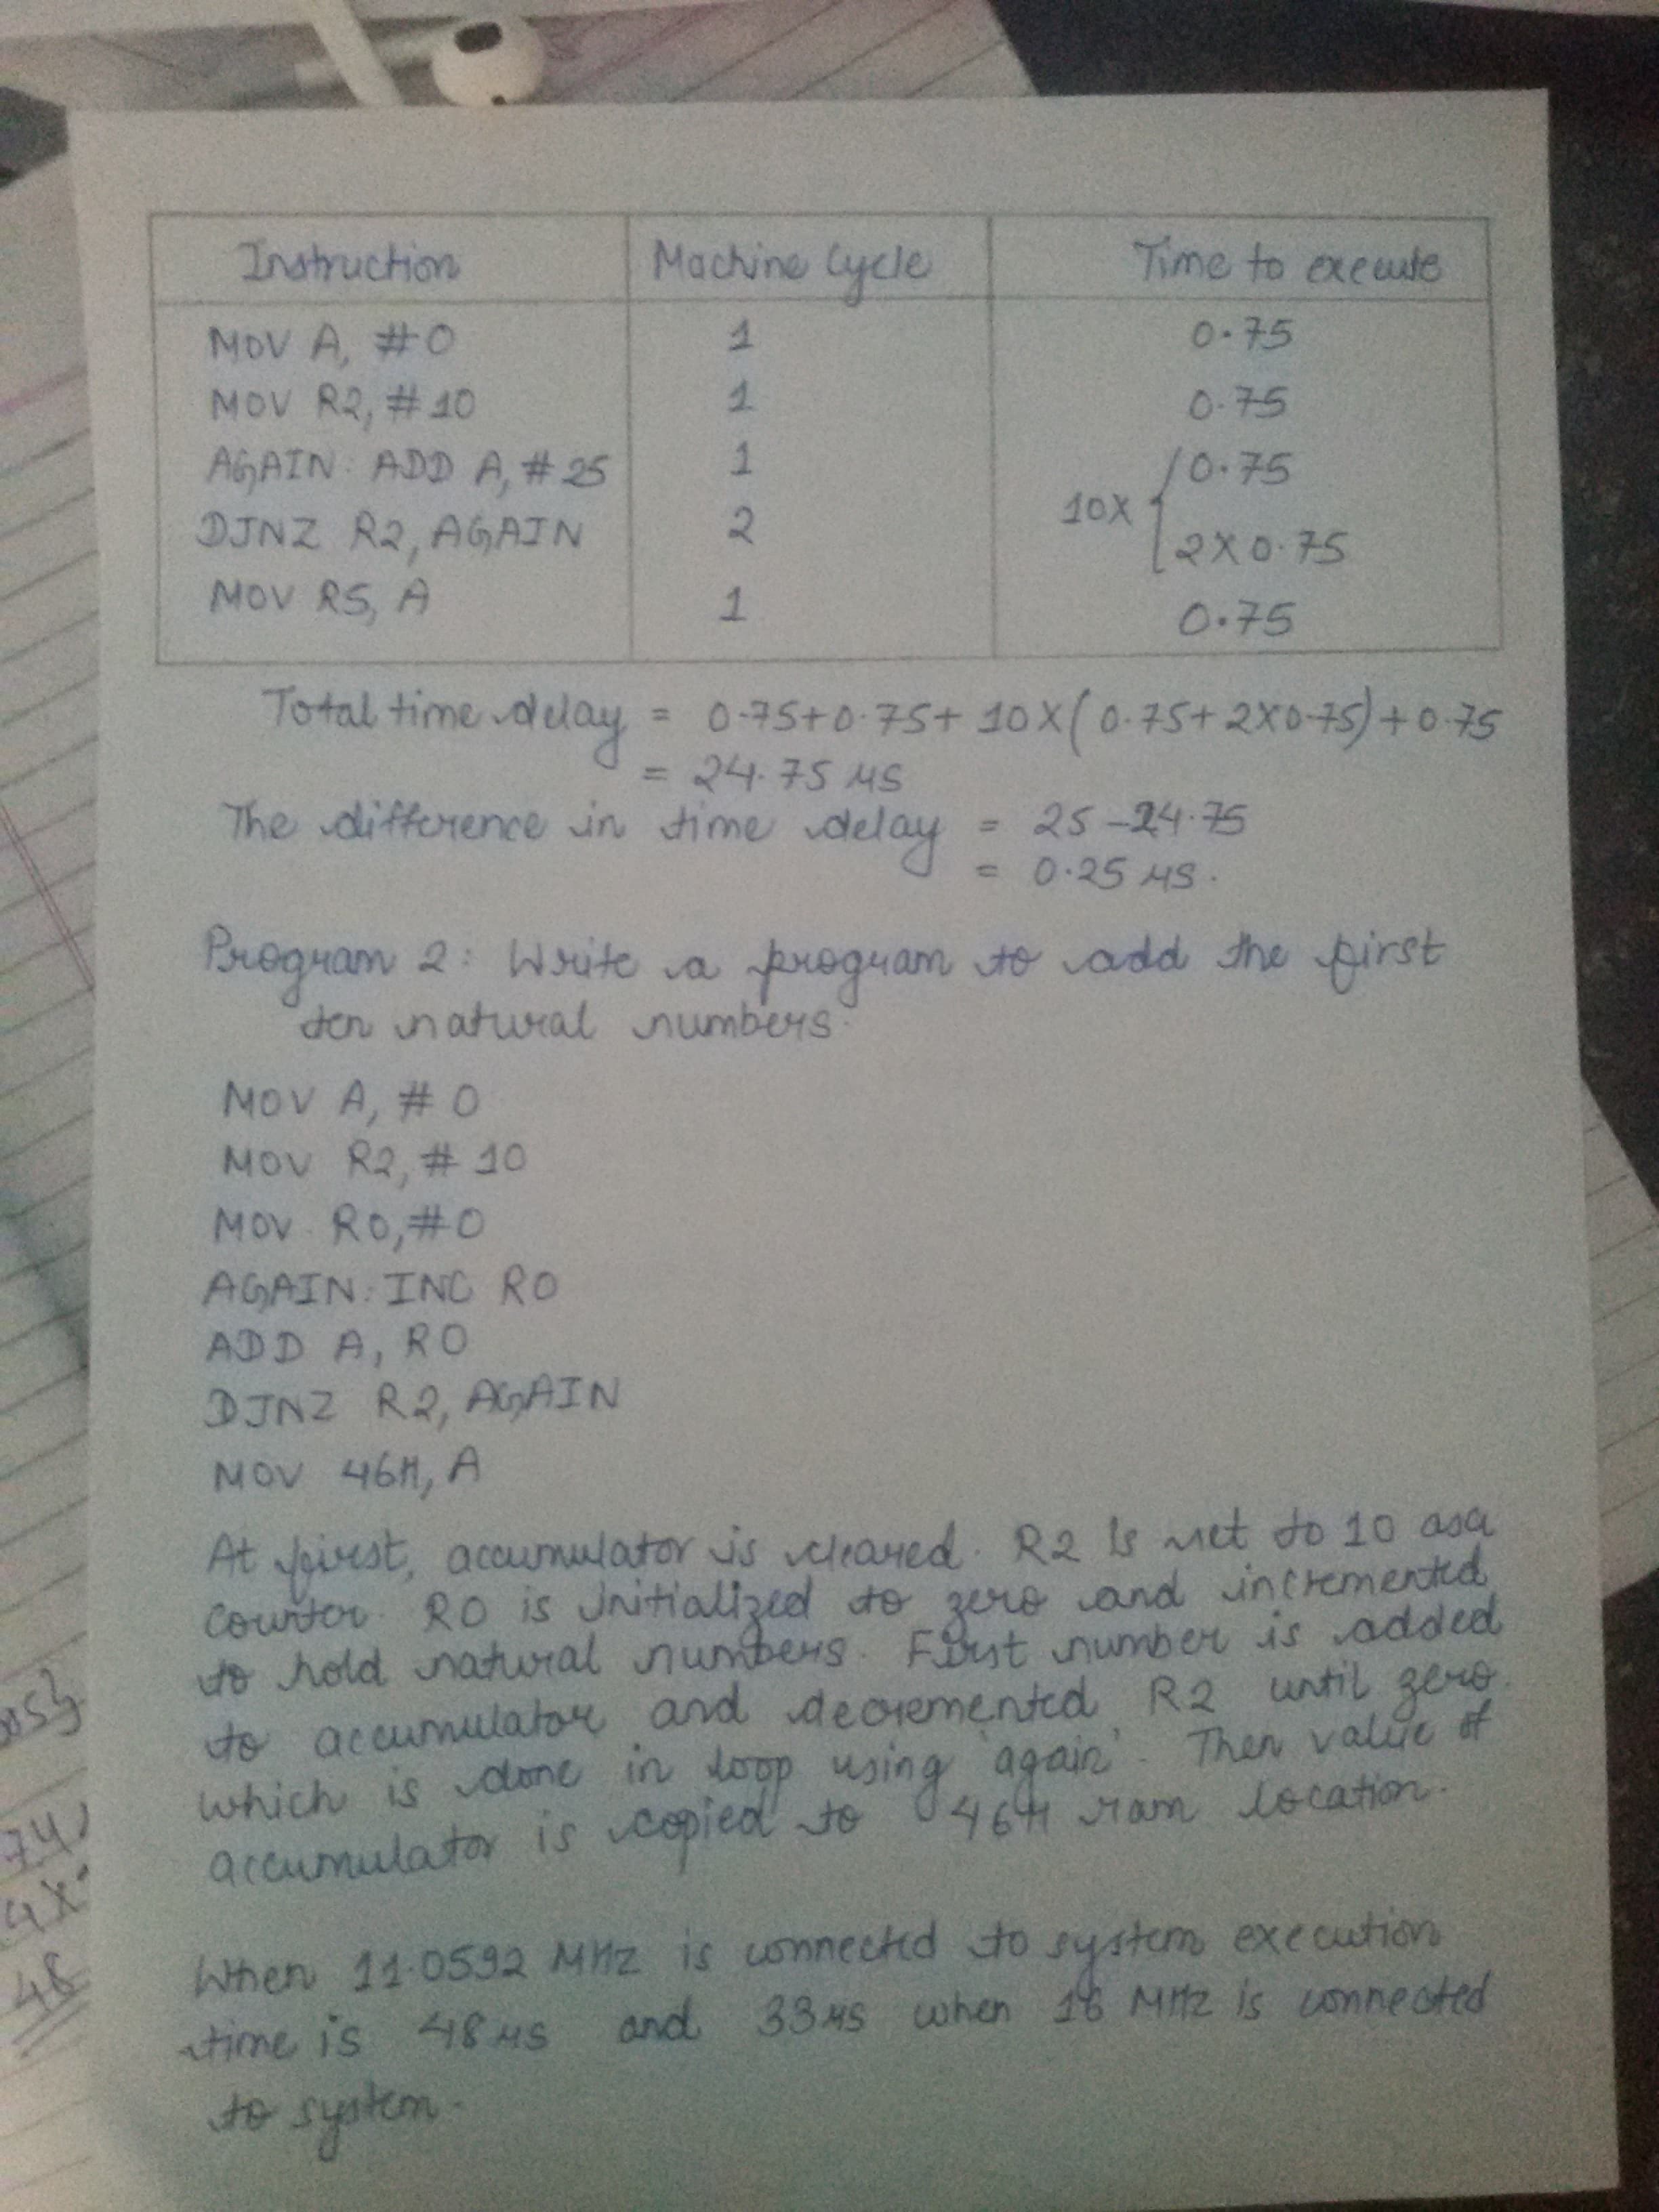 Instruction Machine Cycle Time to execute
MOV A, #0 1 0.75
MOV R2, #10 1 0.75
AGAIN: ADD A, #25 1 0.75
DJNZ R2, AGAIN 2 10X 2X0.75
MOV R5, A 1 0.75
Total time delay = 0.75+0.75+ 10X(0.75+2X0.75)+0.75
= 24.75 μs
The difference in time delay = 25-24.75
= 0.25 μs.
Program 2: Write a program to add the first
ten natural numbers.
MOV A, #0
MOV R2, #10
MOV R0, #0
AGAIN: INC R0
ADD A, R0
DJNZ R2, AGAIN
MOV 46H, A
At first, accumulator is cleared. R2 is set to 10 as a
counter. R0 is initialized to zero and incremented
to hold natural numbers. First number is added
to accumulator and decremented R2 until zero.
which is done in loop using 'again'. Then value of
accumulator is copied to 46H ram location.
When 11.0592 MHz is connected to system execution
time is 48 μs and 33 μs when 16 MHz is connected
to system.
74
4X
48